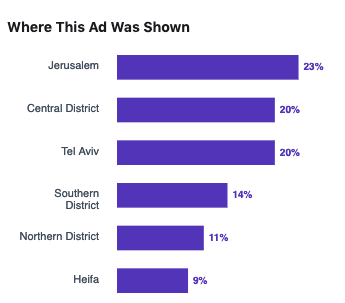 Where This Ad Was Shown
Jerusalem 23%
Central District 20%
Tel Aviv 20%
Southern
District 14%
Northern District 11%
Heifa 9%